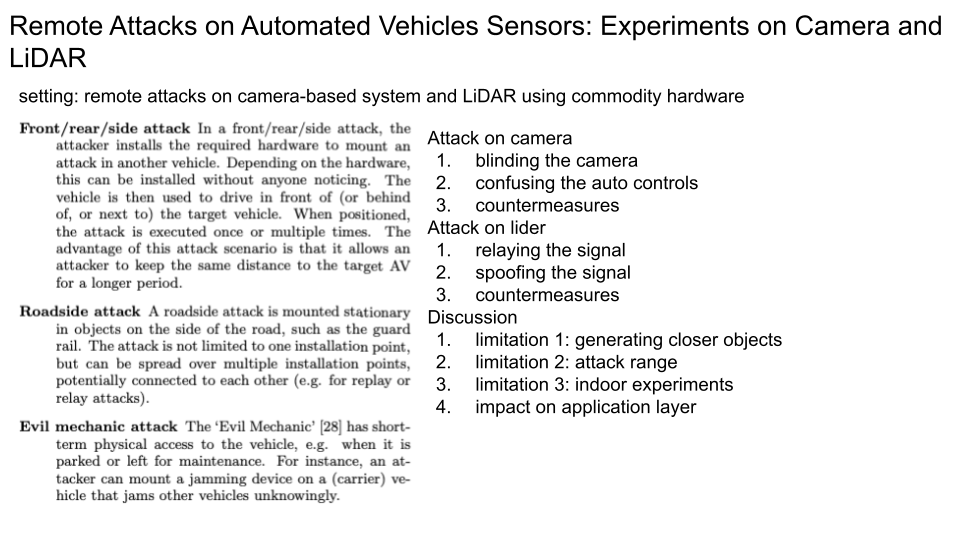 Remote Attacks on Automated Vehicles Sensors: Experiments on Camera and
LiDAR
setting: remote attacks on camera-based system and LiDAR using commodity hardware
Front/rear/side attack In a front/rear/side attack, the
attacker installs the required hardware to mount an
attack in another vehicle. Depending on the hardware,
this can be installed without anyone noticing. The
vehicle is then used to drive in front of (or behind
of, or next to) the target vehicle. When positioned,
the attack is executed once or multiple times. The
advantage of this attack scenario is that it allows an
attacker to keep the same distance to the target AV
for a longer period.
Roadside attack A roadside attack is mounted stationary
in objects on the side of the road, such as the guard
rail. The attack is not limited to one installation point,
but can be spread over multiple installation points,
potentially connected to each other (e.g. for replay or
relay attacks).
Evil mechanic attack The ‘Evil Mechanic’ [28] has short-
term physical access to the vehicle, e.g. when it is
parked or left for maintenance. For instance, an at-
tacker can mount a jamming device on a (carrier) ve-
hicle that jams other vehicles unknowingly.
Attack on camera
1. blinding the camera
2. confusing the auto controls
3. countermeasures
Attack on lider
1. relaying the signal
2. spoofing the signal
3. countermeasures
Discussion
1. limitation 1: generating closer objects
2. limitation 2: attack range
3. limitation 3: indoor experiments
4. impact on application layer